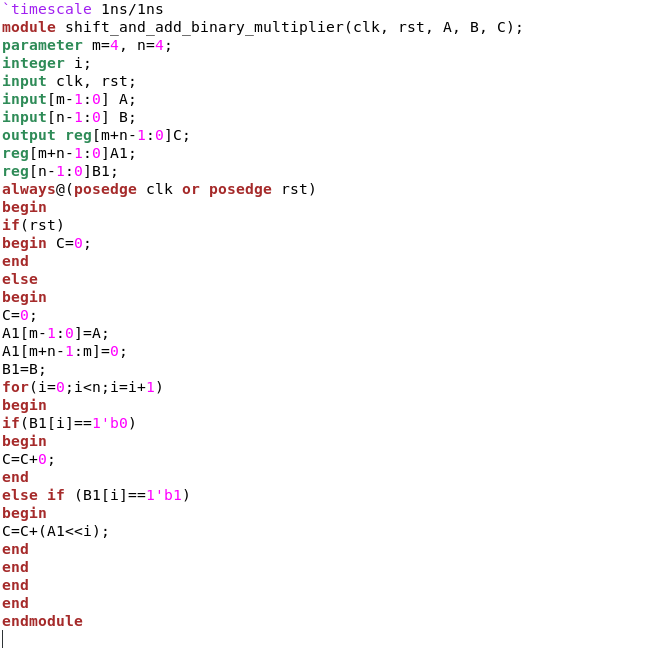 `timescale 1ns/1ns
module shift_and_add_binary_multiplier(clk, rst, A, B, C);
parameter m=4, n=4;
integer i;
input clk, rst;
input[m-1:0] A;
input[n-1:0] B;
output reg[m+n-1:0]C;
reg[m+n-1:0]A1;
reg[n-1:0]B1;
always@(posedge clk or posedge rst)
begin
if(rst)
begin C=0;
end
else
begin
C=0;
A1[m-1:0]=A;
A1[m+n-1:m]=0;
B1=B;
for(i=0;i<n;i=i+1)
begin
if(B1[i]==1'b0)
begin
C=C+0;
end
else if (B1[i]==1'b1)
begin
C=C+(A1<<i);
end
end
end
end
endmodule